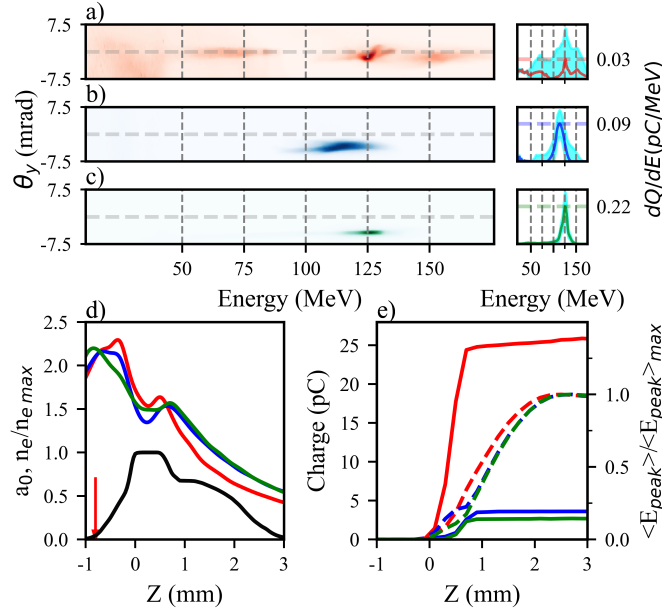 a)
7.5
-7.5
0.03
b)
7.5
-7.5
0.09
c)
7.5
-7.5
0.22
θy (mrad)
dQ/dE(pC/MeV)
50 75 100 125 150
50 150
Energy (MeV)
Energy (MeV)
d)
2.5
2.0
1.5
1.0
0.5
0.0
a0, ne/ne max
-1 0 1 2 3
Z (mm)
e)
25
20
15
10
5
0
Charge (pC)
1.0
0.5
0.0
<Epeak>/<Epeak>max
-1 0 1 2 3
Z (mm)